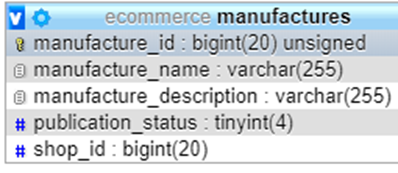 v ecommerce manufactures
manufacture_id : bigint(20) unsigned
manufacture_name : varchar(255)
manufacture_description : varchar(255)
# publication_status : tinyint(4)
# shop_id : bigint(20)